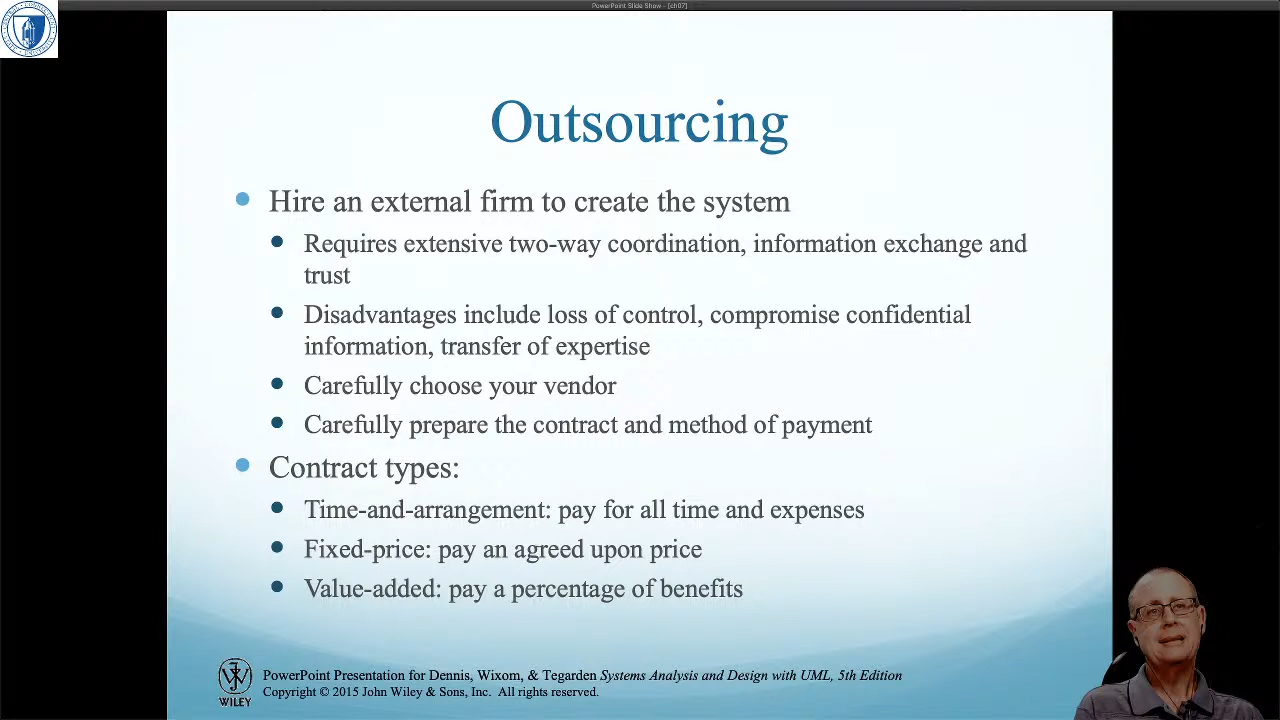 PowerPoint Slide Show - [ch07]
Outsourcing
Hire an external firm to create the system
Requires extensive two-way coordination, information exchange and
trust
Disadvantages include loss of control, compromise confidential
information, transfer of expertise
Carefully choose your vendor
Carefully prepare the contract and method of payment
Contract types:
Time-and-arrangement: pay for all time and expenses
Fixed-price: pay an agreed upon price
Value-added: pay a percentage of benefits
PowerPoint Presentation for Dennis, Wixom, & Tegarden Systems Analysis and Design with UML, 5th Edition
Copyright © 2015 John Wiley & Sons, Inc. All rights reserved.
WILEY